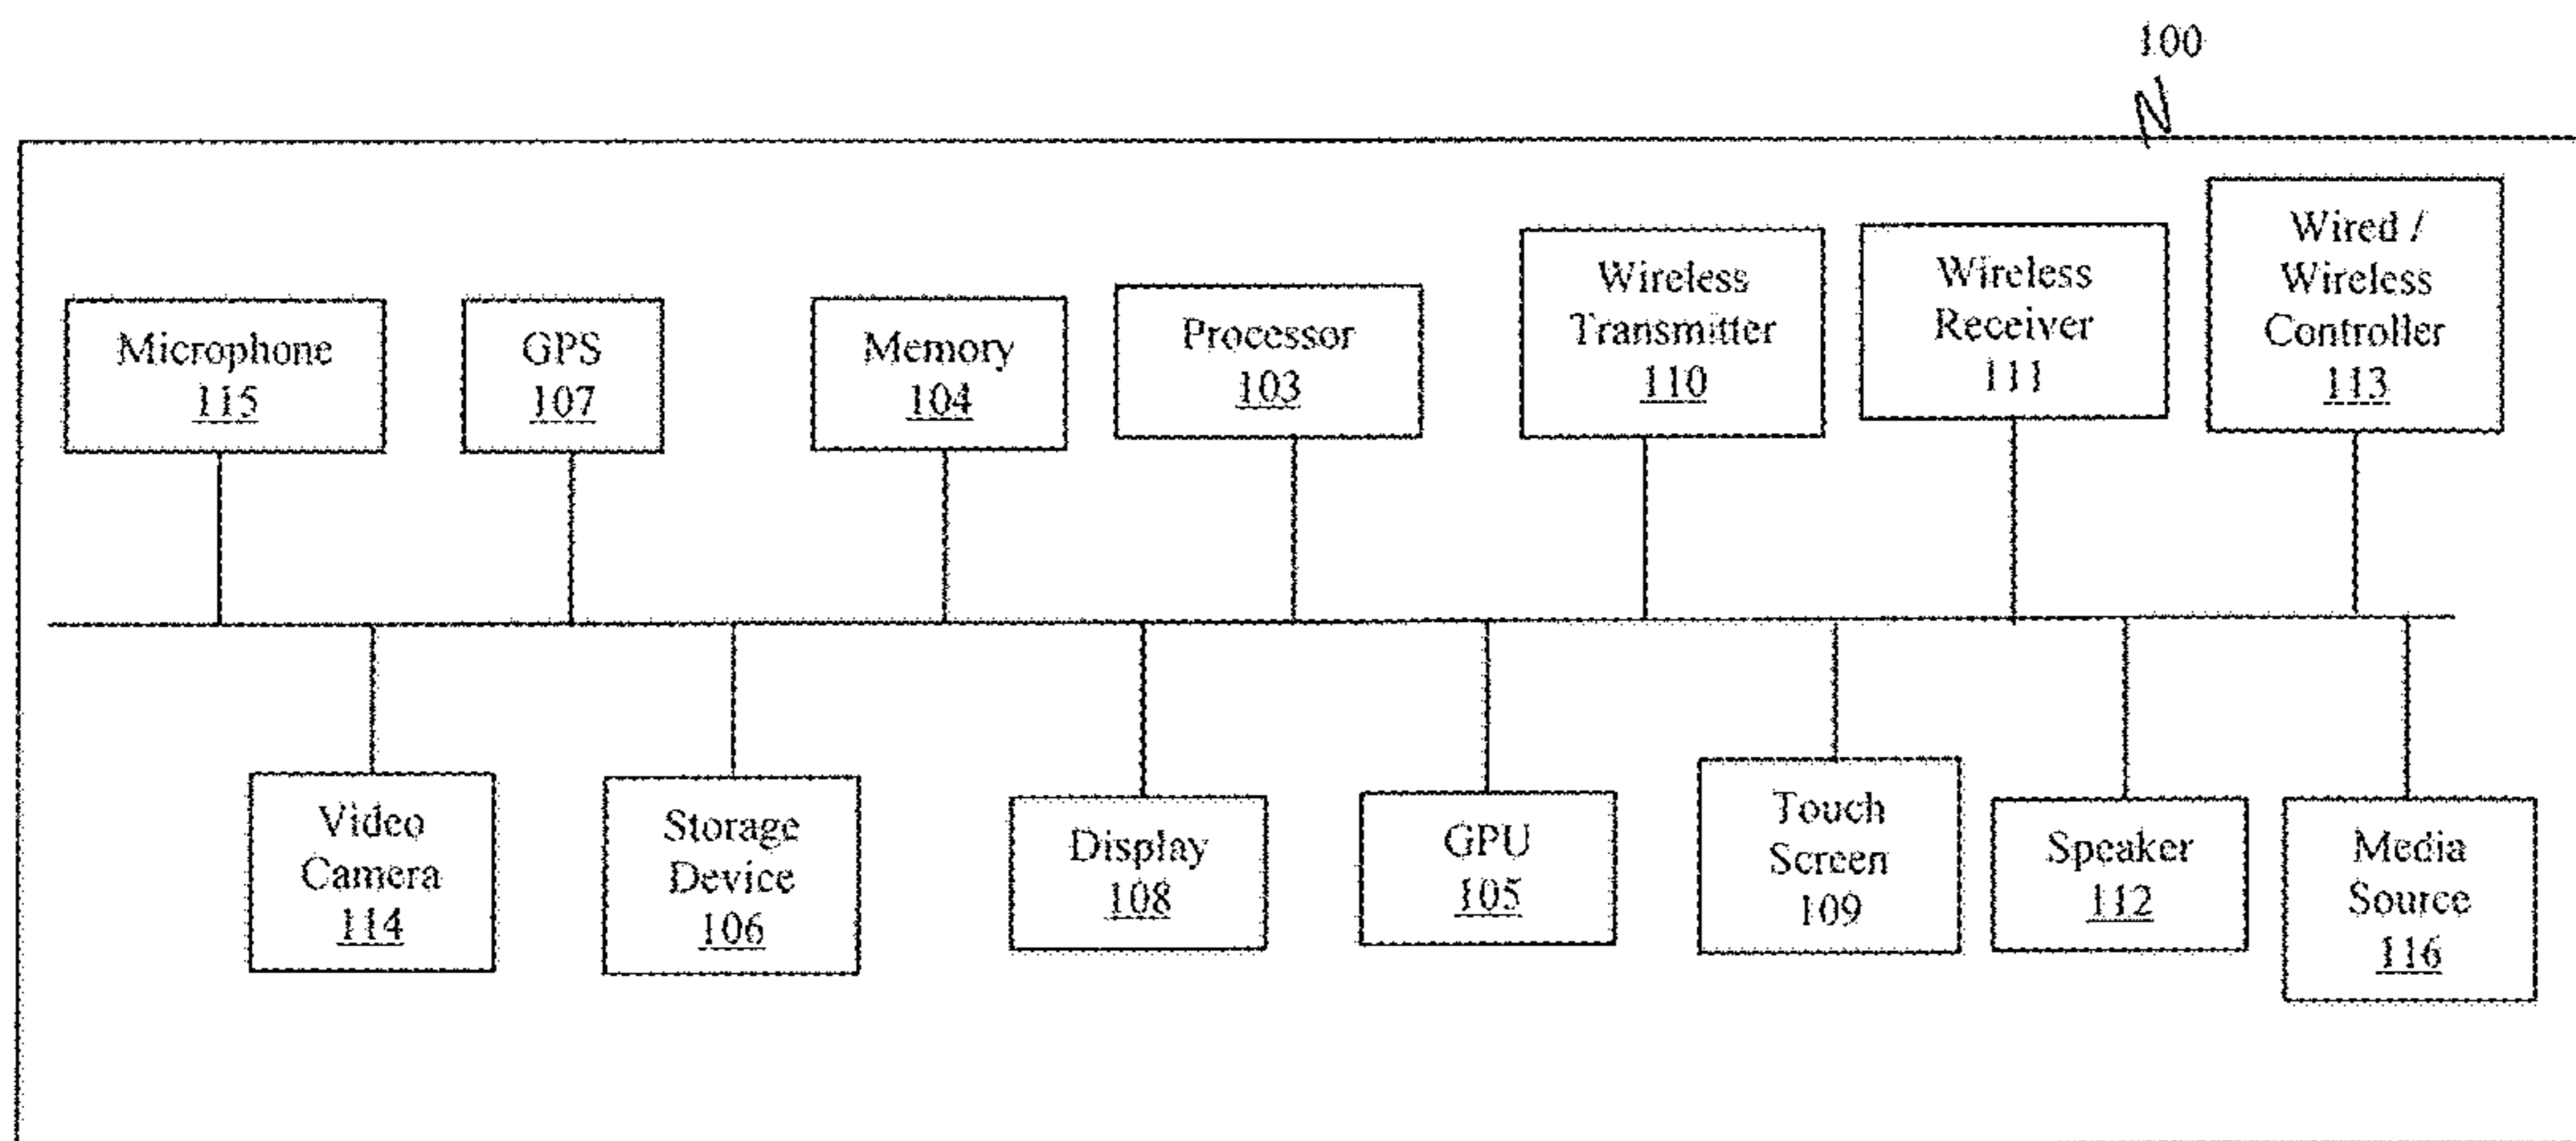 100
Microphone
115
GPS
107
Memory
104
Processor
103
Wireless
Transmitter
110
Wireless
Receiver
111
Wired /
Wireless
Controller
113
Video
Camera
114
Storage
Device
106
Display
108
GPU
105
Touch
Screen
109
Speaker
112
Media
Source
116